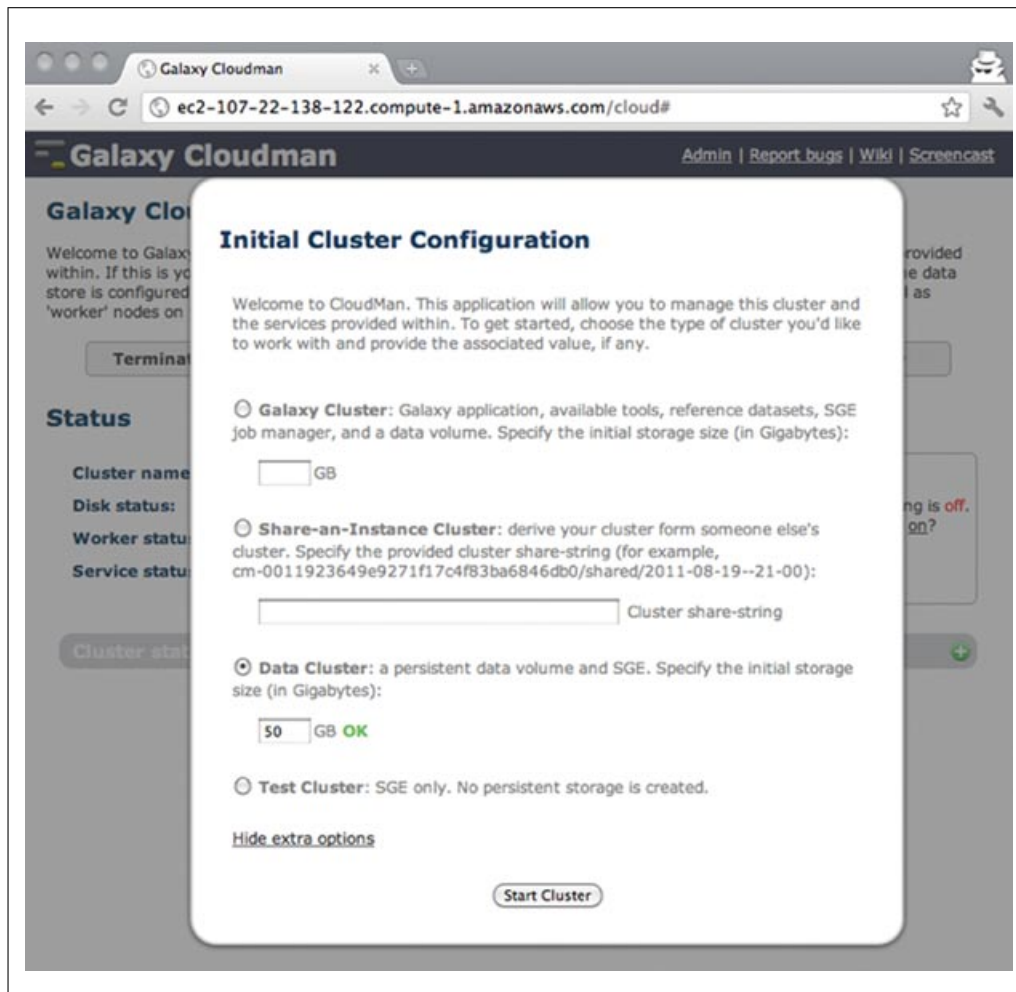 Galaxy Cloudman
ec2-107-22-138-122.compute-1.amazonaws.com/cloud#
Galaxy Cloudman
Admin | Report bugs | Wiki | Screencast
Galaxy Clo
Welcome to Galaxy
rovided
within. If this is yo
e data
store is configured
l as
'worker' nodes on
Terminat
Status
Cluster name
Disk status:
ng is off.
Worker statu
on?
Service statu
Cluster stat
Initial Cluster Configuration
Welcome to CloudMan. This application will allow you to manage this cluster and
the services provided within. To get started, choose the type of cluster you'd like
to work with and provide the associated value, if any.
Galaxy Cluster: Galaxy application, available tools, reference datasets, SGE
job manager, and a data volume. Specify the initial storage size (in Gigabytes):
GB
Share-an-Instance Cluster: derive your cluster form someone else's
cluster. Specify the provided cluster share-string (for example,
cm-0011923649e9271f17c4f83ba6846db0/shared/2011-08-19--21-00):
Cluster share-string
Data Cluster: a persistent data volume and SGE. Specify the initial storage
size (in Gigabytes):
50 GB OK
Test Cluster: SGE only. No persistent storage is created.
Hide extra options
Start Cluster